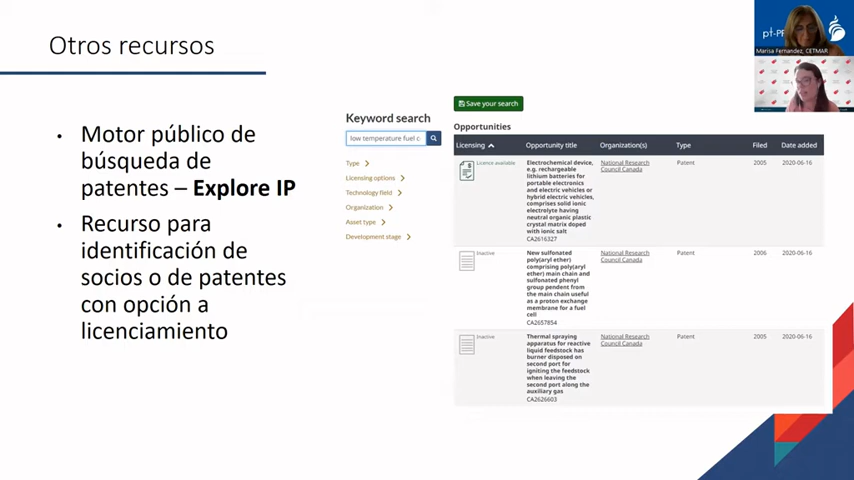 Otros recursos
• Motor público de
búsqueda de
patentes – Explore IP
• Recurso para
identificación de
socios o de patentes
con opción a
licenciamiento
Keyword search
low temperature fuel c
Type
Licensing options
Technology field
Organization
Asset type
Development stage
Save your search
Opportunities
Licensing Opportunity title Organization(s) Type Filed Date added
Licence available
Electrochemical device,
e.g. rechargeable
lithium batteries for
portable electronics
and electric vehicles or
hybrid electric vehicles,
comprises solid ionic
electrolyte having
neutral organic plastic
crystal matrix doped
with ionic salt
CA2616327
National Research
Council Canada
Patent
2005
2020-06-16
Inactive
New sulfonated
poly(aryl ether)
comprising poly(aryl
ether) main chain and
sulfonated phenyl
group pendent from
the main chain useful
as a proton exchange
membrane for a fuel
cell
CA2657854
National Research
Council Canada
Patent
2006
2020-06-16
Inactive
Thermal spraying
apparatus for reactive
liquid feedstock has
burner disposed on
second port for
igniting the feedstock
when leaving the
second port along the
auxiliary gas
CA2626603
National Research
Council Canada
Patent
2005
2020-06-16
Marisa Fernandez, CETMAR